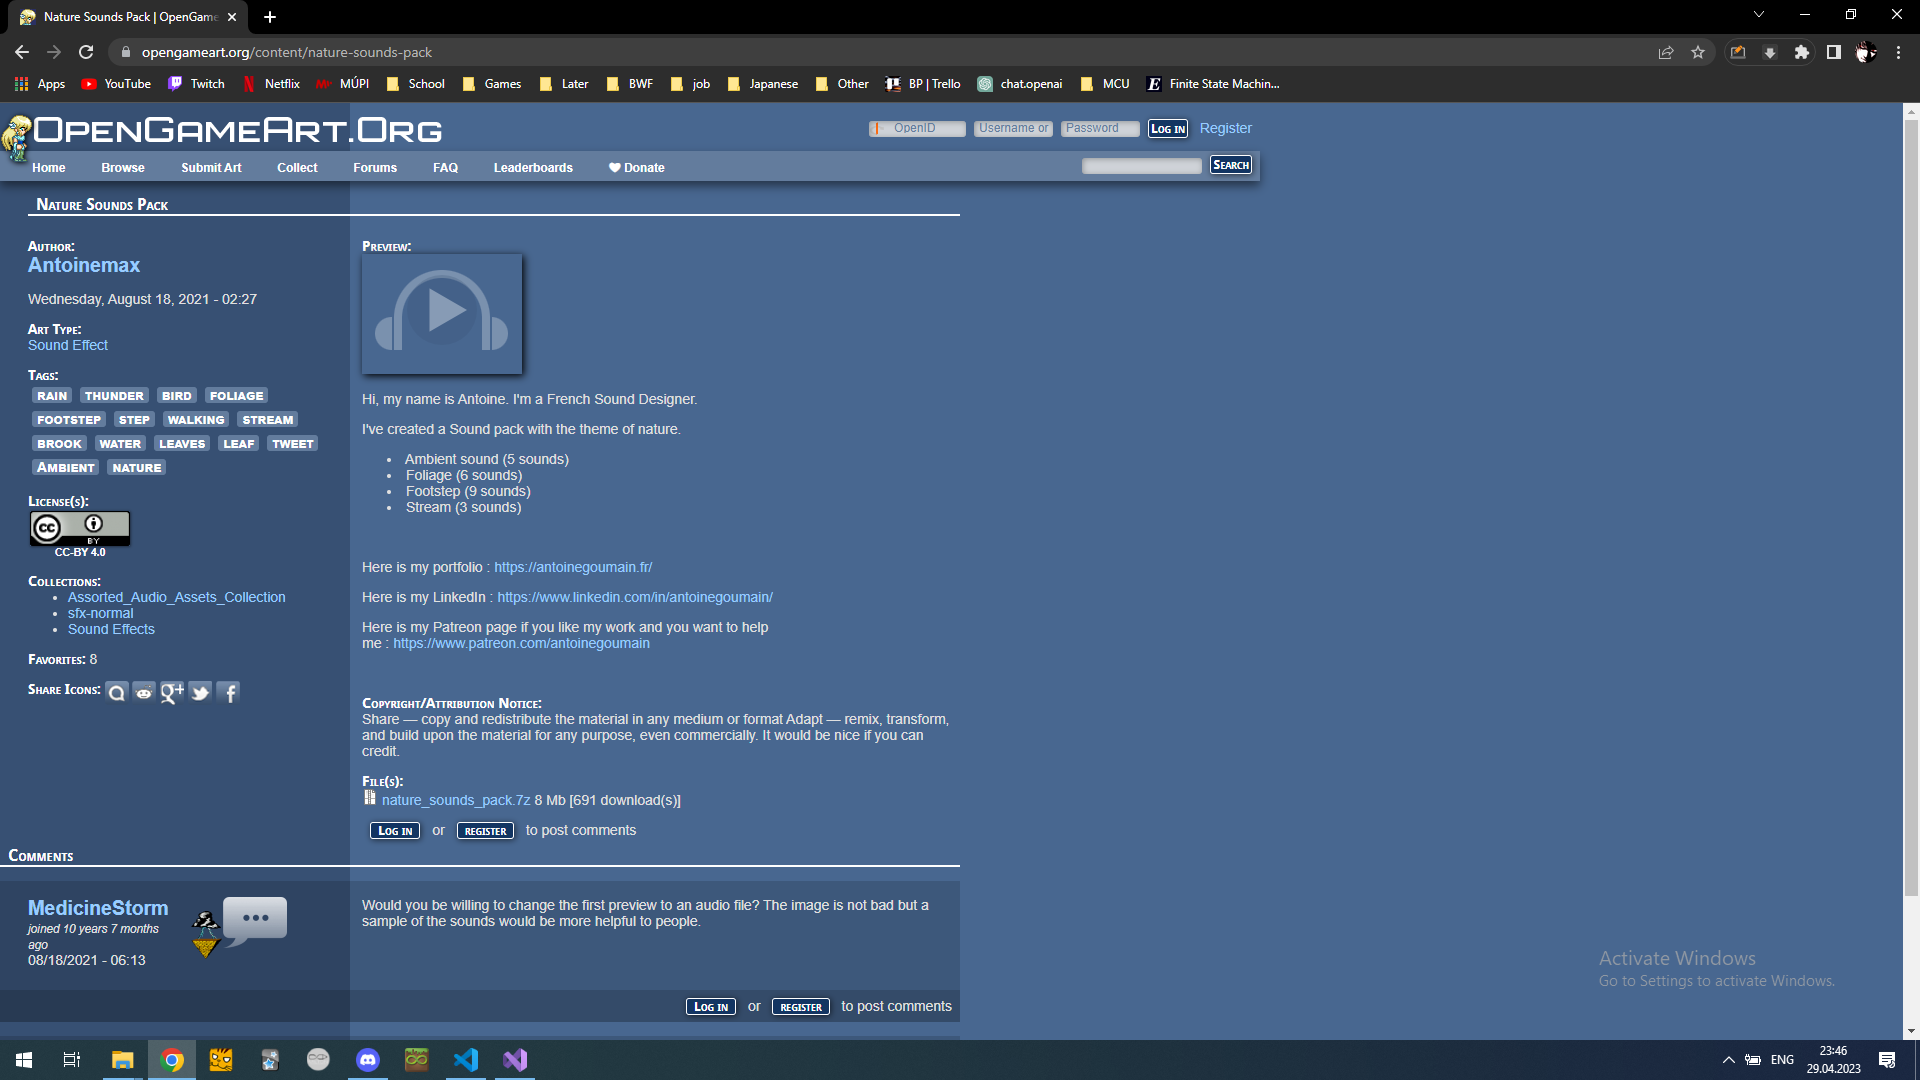 Nature Sounds Pack | OpenGame
opengameart.org/content/nature-sounds-pack
Apps YouTube Twitch Netflix MÚPI School Games Later BWF job Japanese Other BP | Trello chat.openai MCU Finite State Machin...
OpenGameArt.Org
OpenID Username or Password Log in Register
Home Browse Submit Art Collect Forums FAQ Leaderboards Donate Search
Nature Sounds Pack
Author:
Antoinemax
Wednesday, August 18, 2021 - 02:27
Art Type:
Sound Effect
Tags:
RAIN THUNDER BIRD FOLIAGE
FOOTSTEP STEP WALKING STREAM
BROOK WATER LEAVES LEAF TWEET
AMBIENT NATURE
License(s):
cc
BY
CC-BY 4.0
Collections:
• Assorted_Audio_Assets_Collection
• sfx-normal
• Sound Effects
Favorites: 8
Share Icons:
Preview:
Hi, my name is Antoine. I'm a French Sound Designer.
I've created a Sound pack with the theme of nature.
• Ambient sound (5 sounds)
• Foliage (6 sounds)
• Footstep (9 sounds)
• Stream (3 sounds)
Here is my portfolio : https://antoinegoumain.fr/
Here is my LinkedIn : https://www.linkedin.com/in/antoinegoumain/
Here is my Patreon page if you like my work and you want to help
me : https://www.patreon.com/antoinegoumain
Copyright/Attribution Notice:
Share — copy and redistribute the material in any medium or format Adapt — remix, transform,
and build upon the material for any purpose, even commercially. It would be nice if you can
credit.
File(s):
nature_sounds_pack.7z 8 Mb [691 download(s)]
Log in or register to post comments
Comments
MedicineStorm
joined 10 years 7 months
ago
08/18/2021 - 06:13
Would you be willing to change the first preview to an audio file? The image is not bad but a
sample of the sounds would be more helpful to people.
Log in or register to post comments
Activate Windows
Go to Settings to activate Windows.
ENG
23:46
29.04.2023